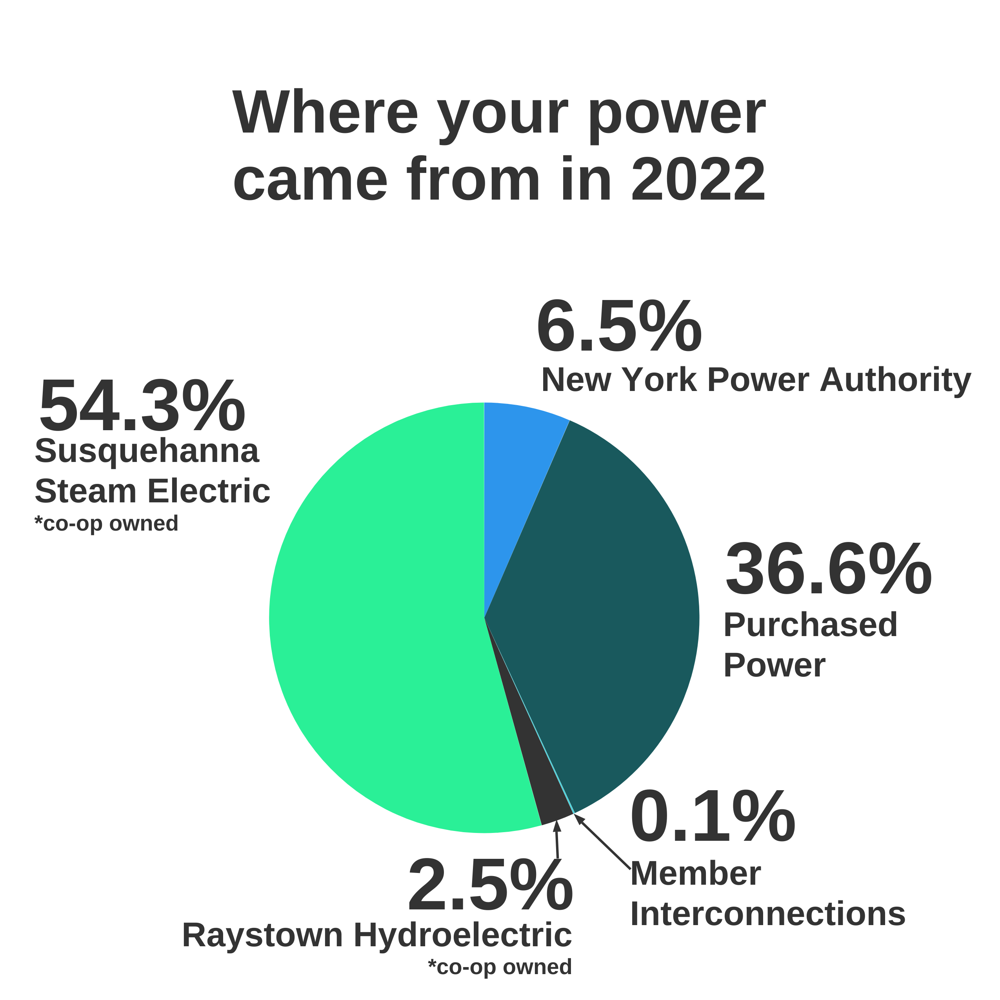 Where your power
came from in 2022
6.5%
New York Power Authority
54.3%
Susquehanna
Steam Electric
*co-op owned
36.6%
Purchased
Power
0.1%
Member
Interconnections
2.5%
Raystown Hydroelectric
*co-op owned